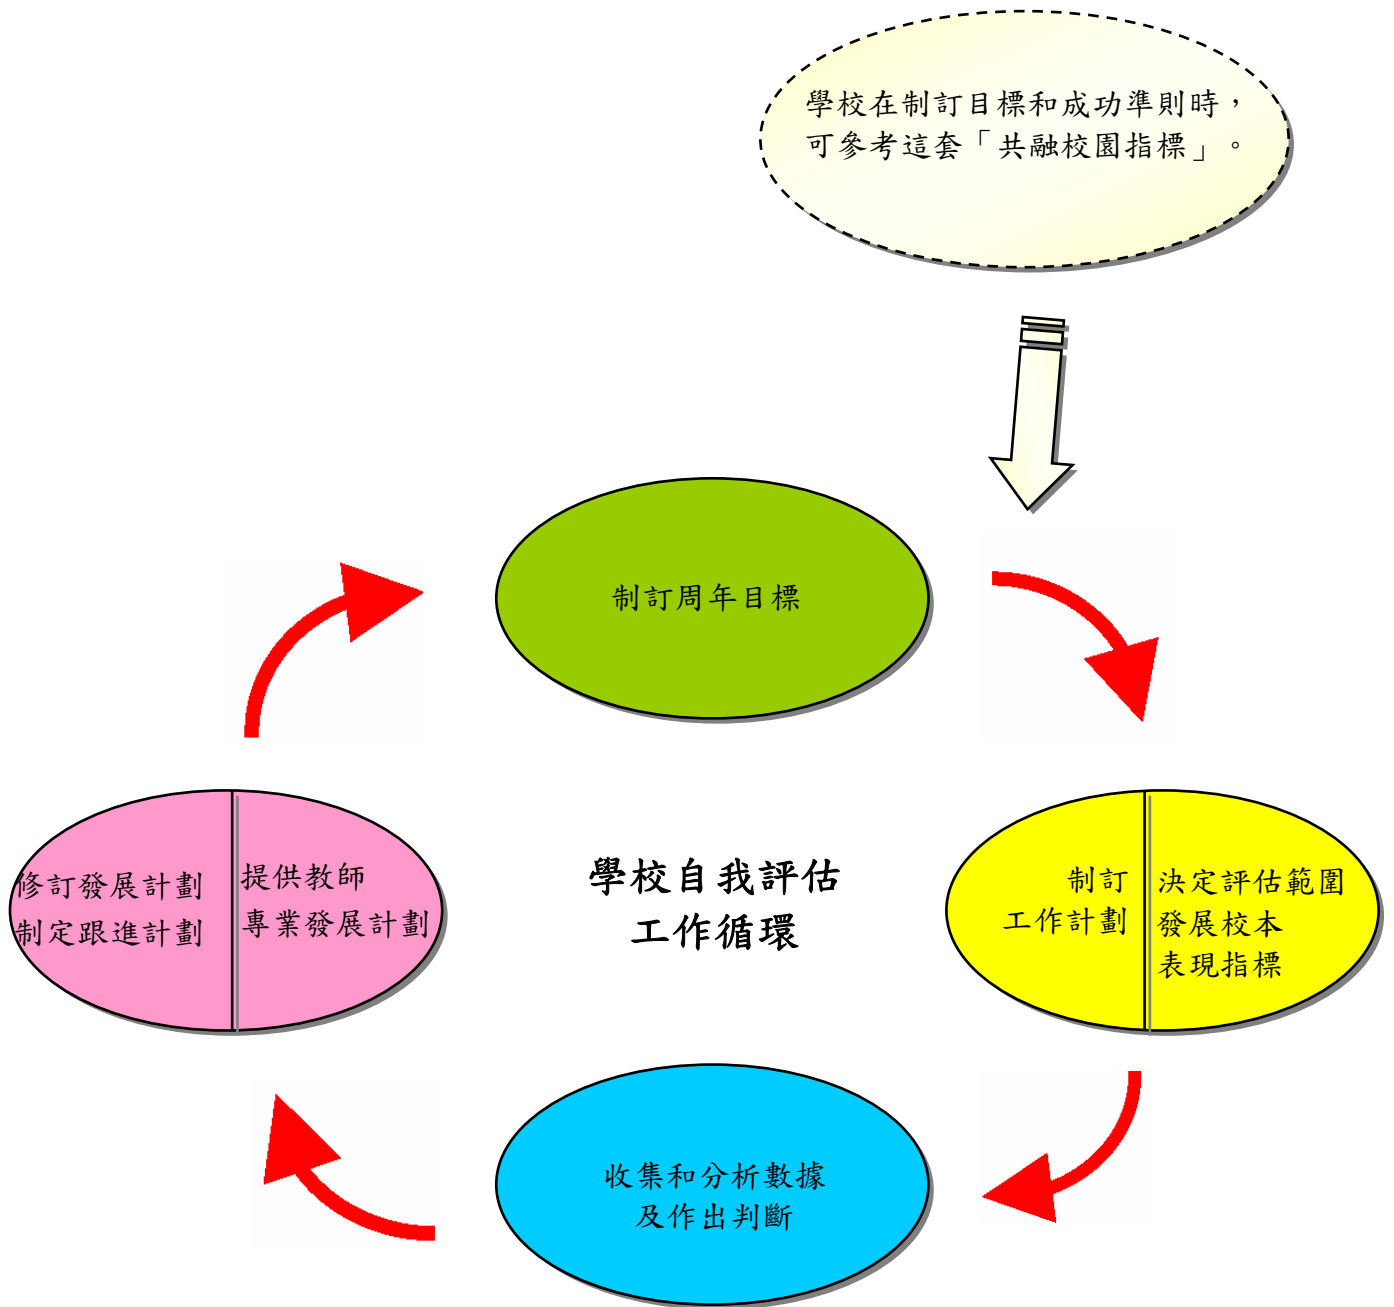 學校在制訂目標和成功準則時，
可參考這套「共融校園指標」。
制訂周年目標
修訂發展計劃
制定跟進計劃
提供教師
專業發展計劃
學校自我評估
工作循環
制訂
工作計劃
決定評估範圍
發展校本
表現指標
收集和分析數據
及作出判斷